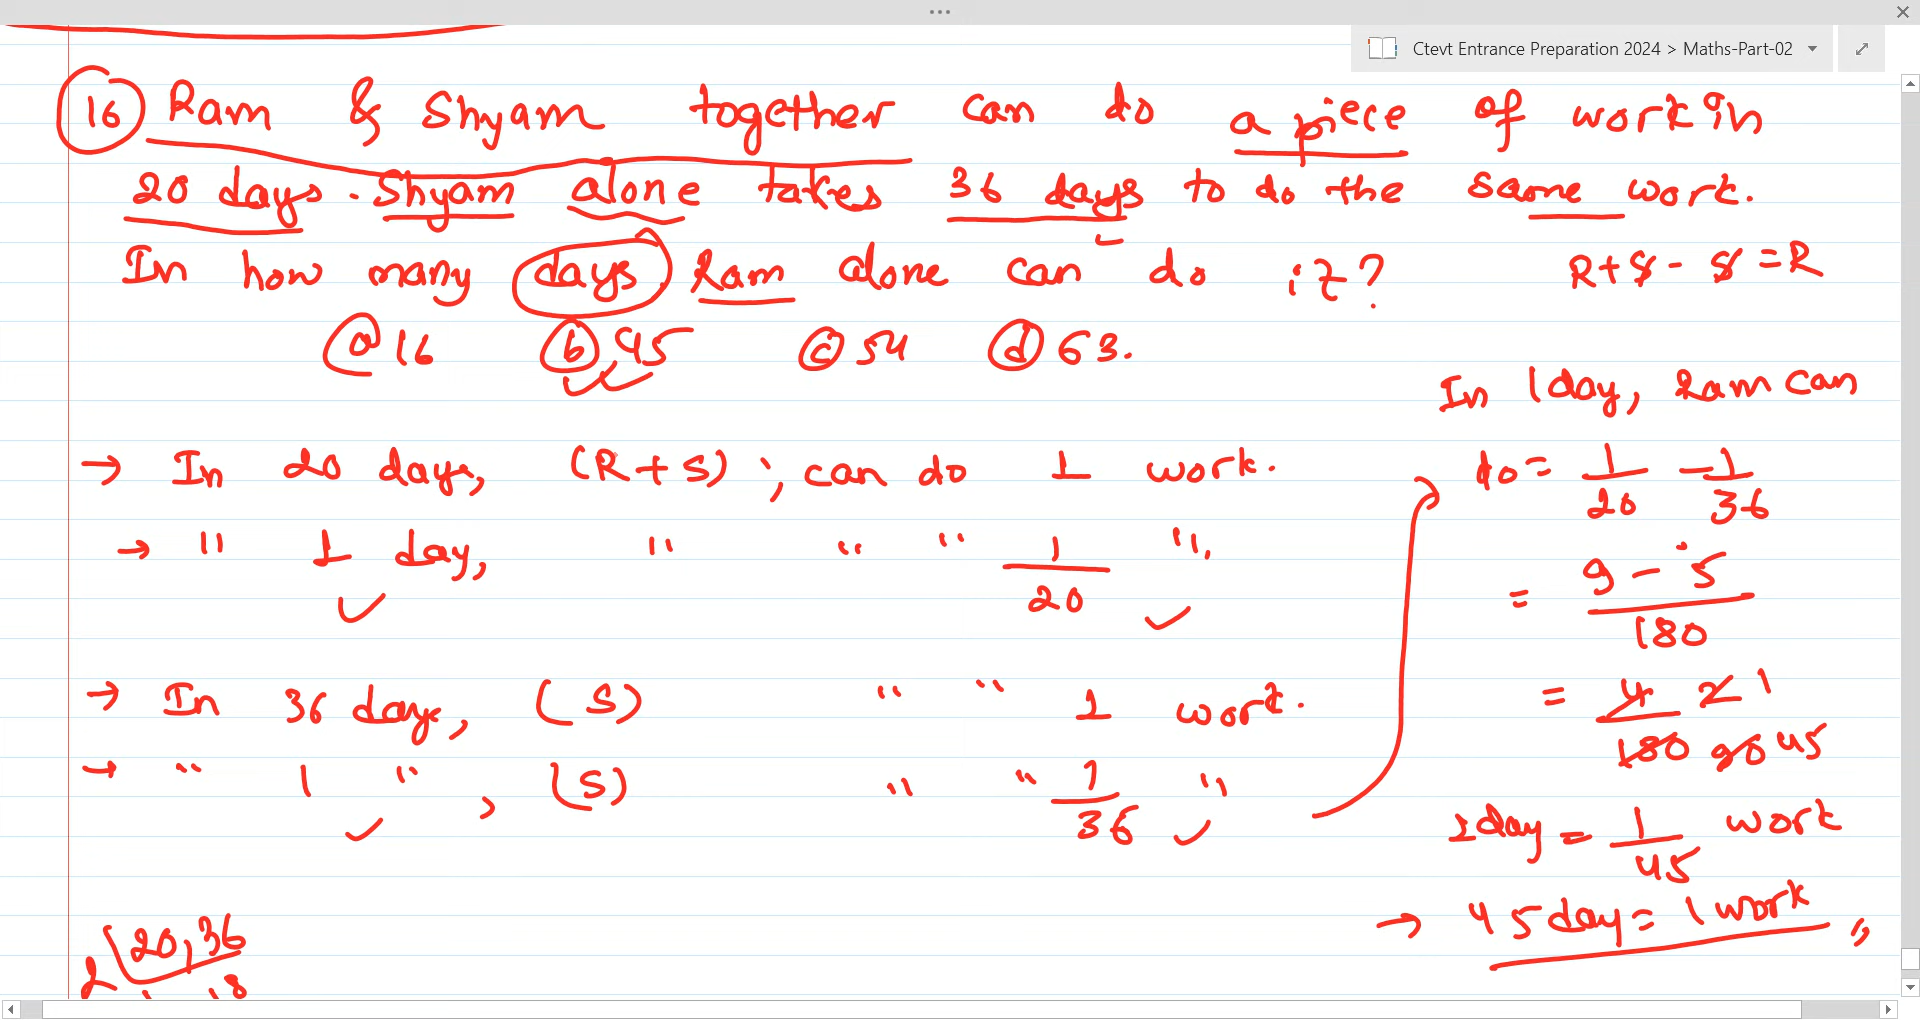 Ctevt Entrance Preparation 2024 > Maths-Part-02
16 Ram & Shyam together can do a piece of work in
20 days. Shyam alone takes 36 days to do the same work.
In how many days Ram alone can do it?
R+S - S = R
a 16 b 45 c 54 d 63.
→ In 20 days, (R+S) ; can do 1 work.
→ " 1 day, " " " 1/20 ".
→ In 36 days, (S) " " 1 work.
→ " 1 " , (S) " " 1/36 "
In 1 day, Ram can
do = 1/20 - 1/36
= 9 - 5 / 180
= 4 2 1 / 180 90 45
1 day = 1/45 work
→ 45 day = 1 work "
2 20, 36
18